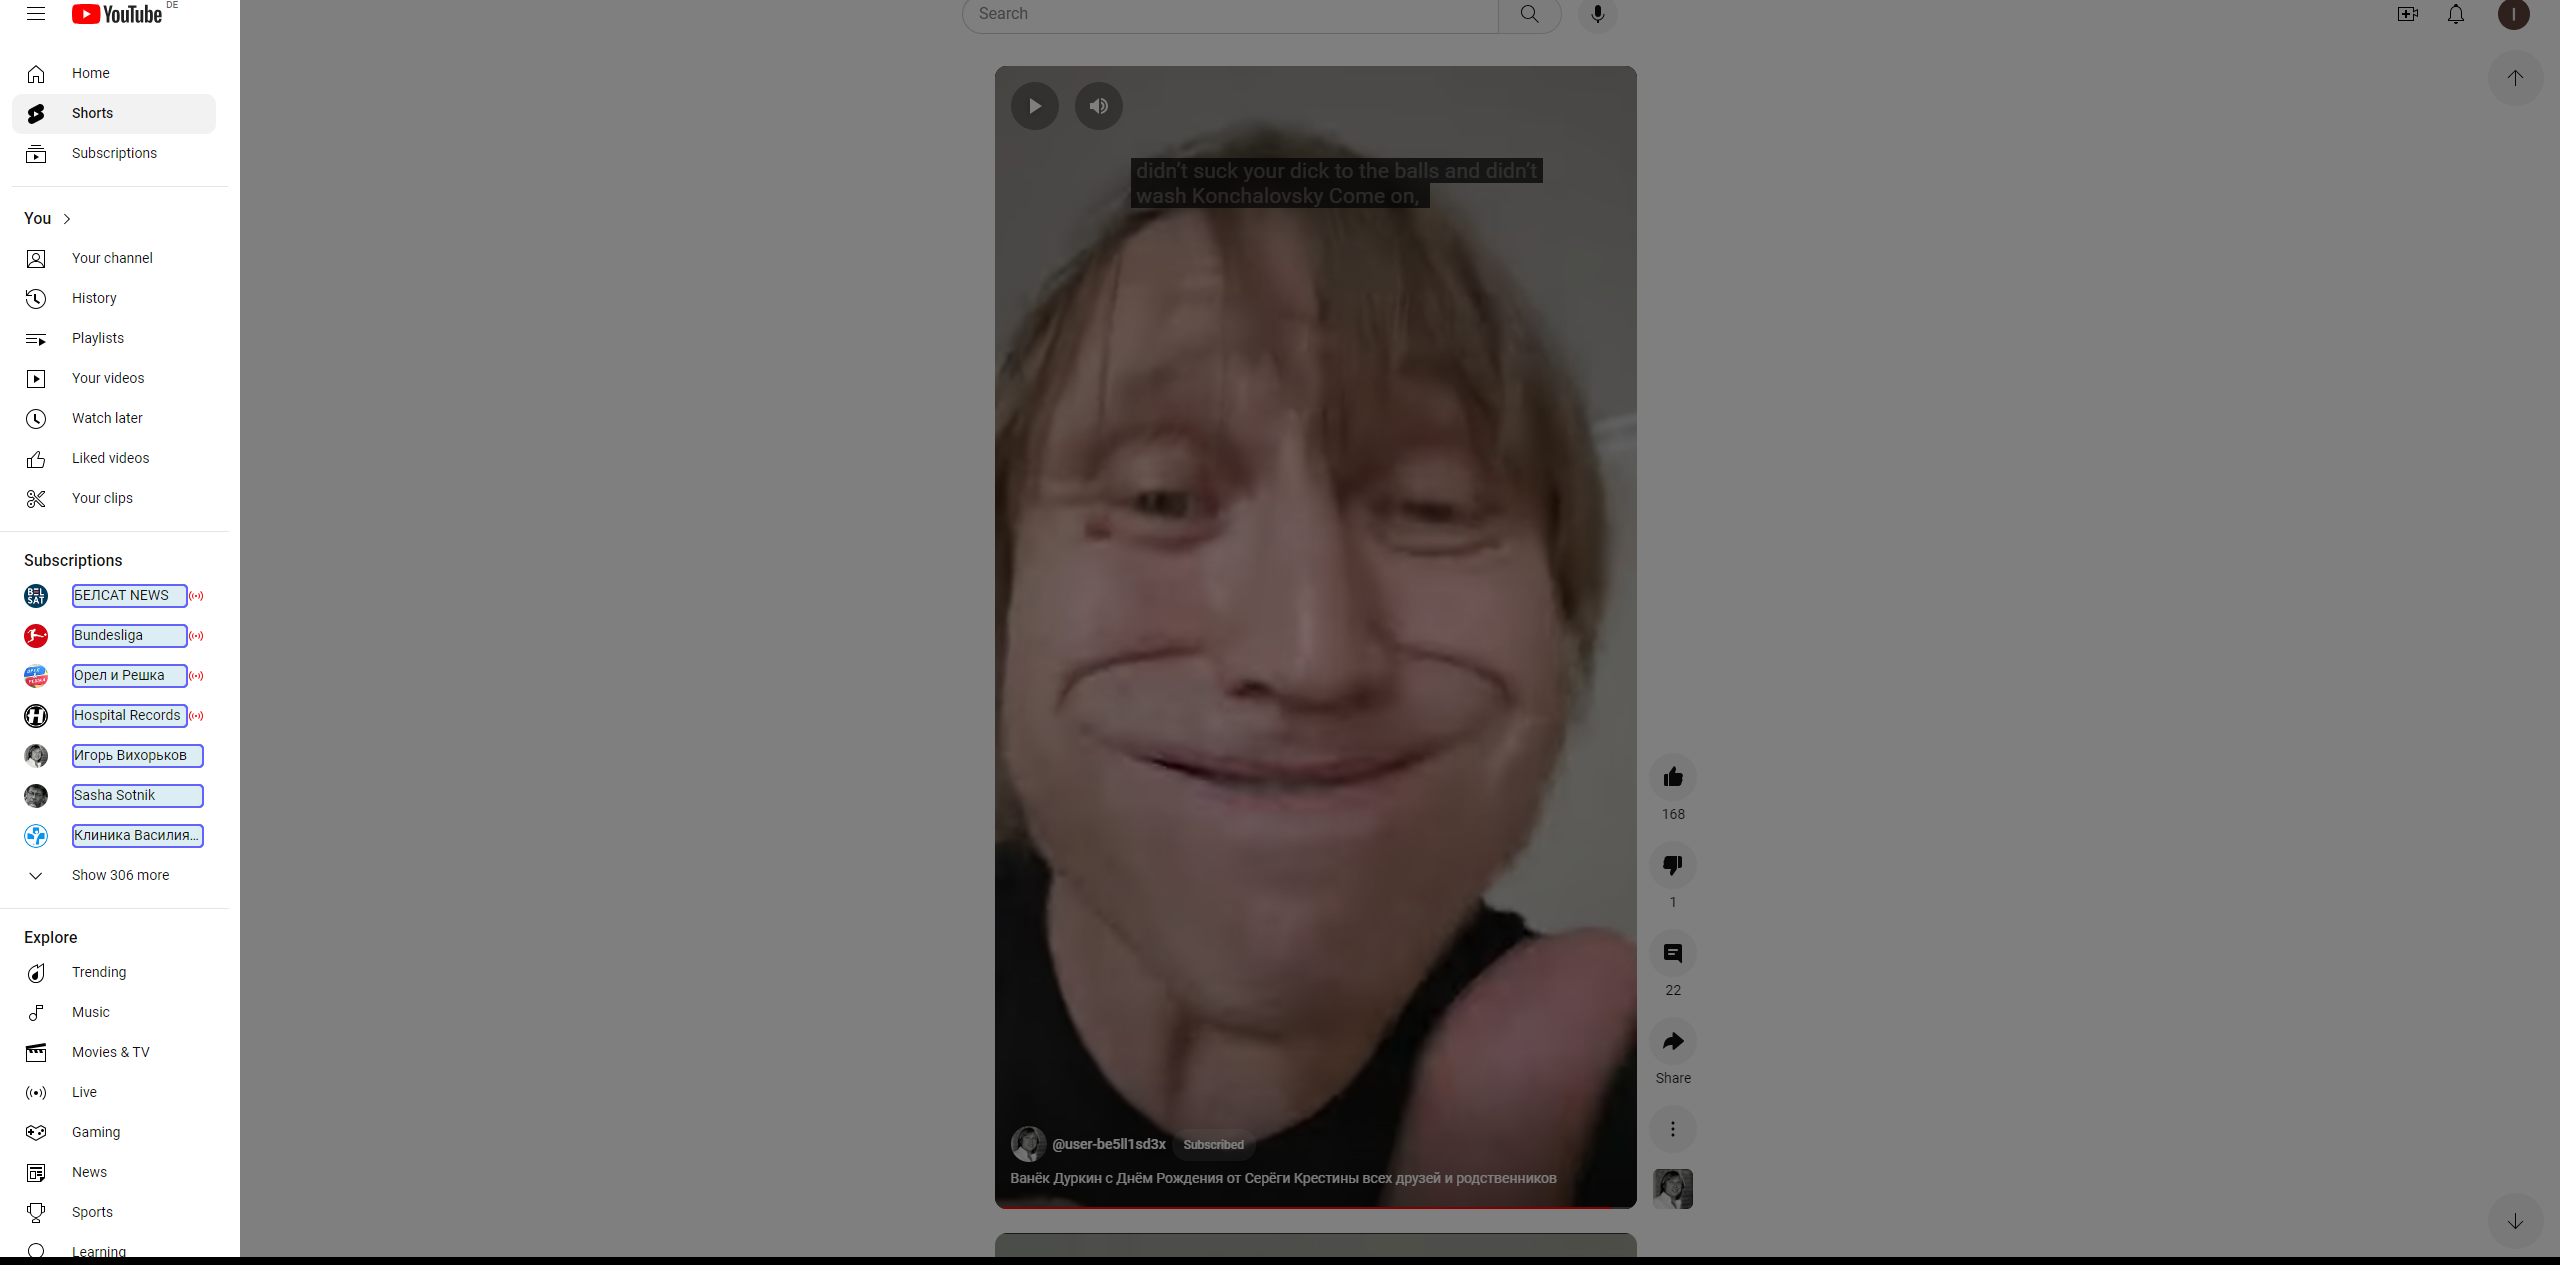 YouTube DE
Search
I
Home
Shorts
Subscriptions
You
Your channel
History
Playlists
Your videos
Watch later
Liked videos
Your clips
Subscriptions
BEL SAT
БЕЛСАТ NEWS
Bundesliga
Орел и Решка
Hospital Records
Игорь Вихорьков
Sasha Sotnik
Клиника Василия...
Show 306 more
Explore
Trending
Music
Movies & TV
Live
Gaming
News
Sports
Learning
didn't suck your dick to the balls and didn't
wash Konchalovsky Come on,
168
1
22
Share
@user-be5ll1sd3x Subscribed
Ванёк Дуркин с Днём Рождения от Серёги Крестины всех друзей и родственников